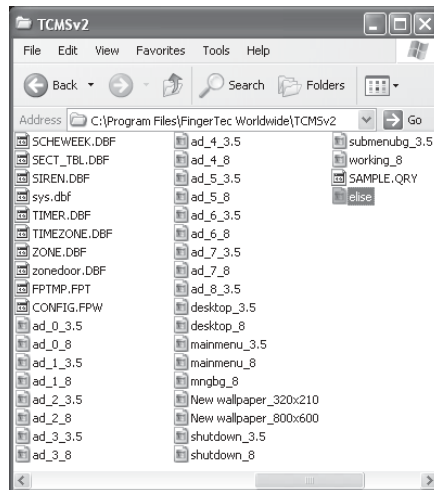 TCMSv2
File Edit View Favorites Tools Help
Back Search Folders
Address C:\Program Files\FingerTec Worldwide\TCMSv2 Go
SCHEWEEK.DBF
SECT_TBL.DBF
SIREN.DBF
sys.dbf
TIMER.DBF
TIMEZONE.DBF
ZONE.DBF
zonedoor.DBF
FPTMP.FPT
CONFIG.FPW
ad_0_3.5
ad_0_8
ad_1_3.5
ad_1_8
ad_2_3.5
ad_2_8
ad_3_3.5
ad_3_8
ad_4_3.5
ad_4_8
ad_5_3.5
ad_5_8
ad_6_3.5
ad_6_8
ad_7_3.5
ad_7_8
ad_8_3.5
desktop_3.5
desktop_8
mainmenu_3.5
mainmenu_8
mngbg_8
New wallpaper_320x210
New wallpaper_800x600
shutdown_3.5
shutdown_8
submenubg_3.5
working_8
SAMPLE.QRY
elise